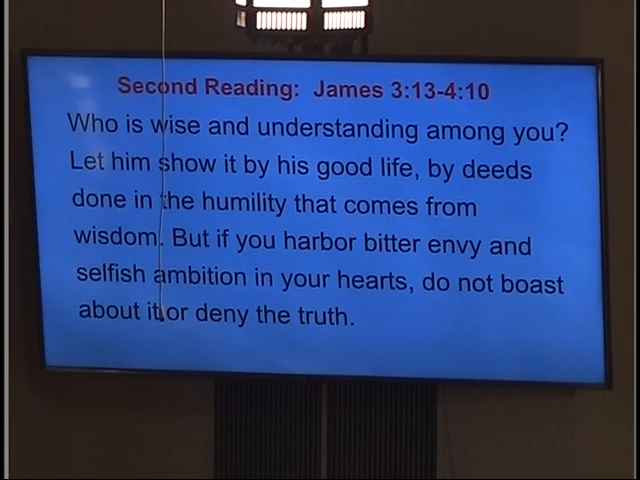 Second Reading: James 3:13-4:10
Who is wise and understanding among you?
Let him show it by his good life, by deeds
done in the humility that comes from
wisdom. But if you harbor bitter envy and
selfish ambition in your hearts, do not boast
about it or deny the truth.